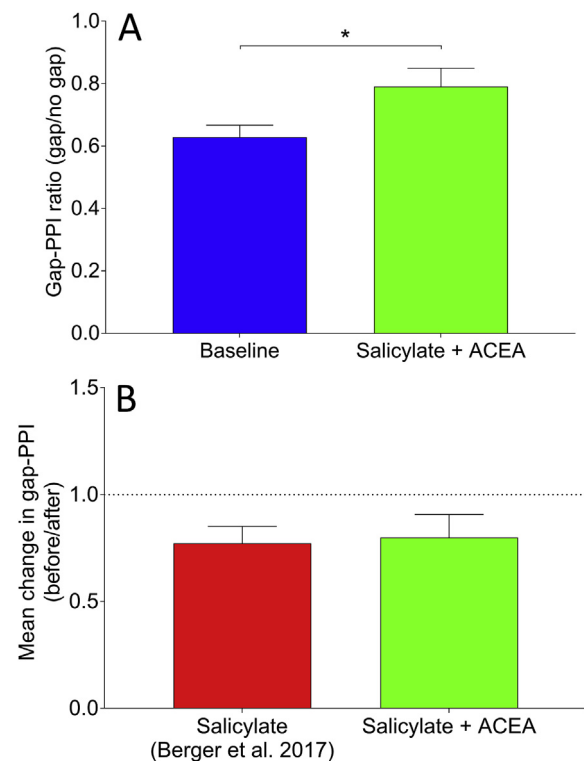 A
*
Gap-PPI ratio (gap/no gap)
1.0
0.8
0.6
0.4
0.2
0.0
Baseline
Salicylate + ACEA
B
Mean change in gap-PPI
(before/after)
1.5
1.0
0.5
0.0
Salicylate
(Berger et al. 2017)
Salicylate + ACEA